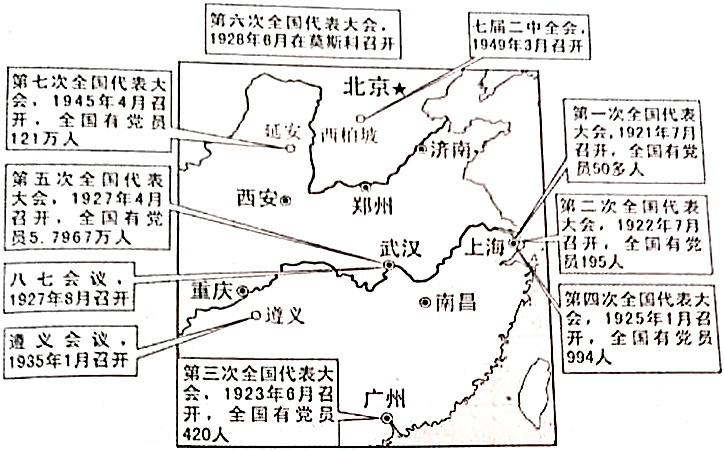 第六次全国代表大会，
1928年6月在莫斯科召开
七届二中全会，
1949年3月召开
第七次全国代表大
会，1945年4月召
开，全国有党员
121万人
北京
延安
西柏坡
济南
第一次全国代表
大会，1921年7月
召开，全国有党
员50多人
第五次全国代表
大会，1927年4月
召开，全国有党
员5.7967万人
西安
郑州
第二次全国代表
大会，1922年7月
召开，全国有党
员195人
武汉
上海
八七会议，
1927年8月召开
重庆
南昌
遵义
第四次全国代表大
会，1925年1月召
开，全国有党员
994人
遵义会议，
1935年1月召开
第三次全国代表大
会，1923年6月召
开，全国有党员
420人
广州